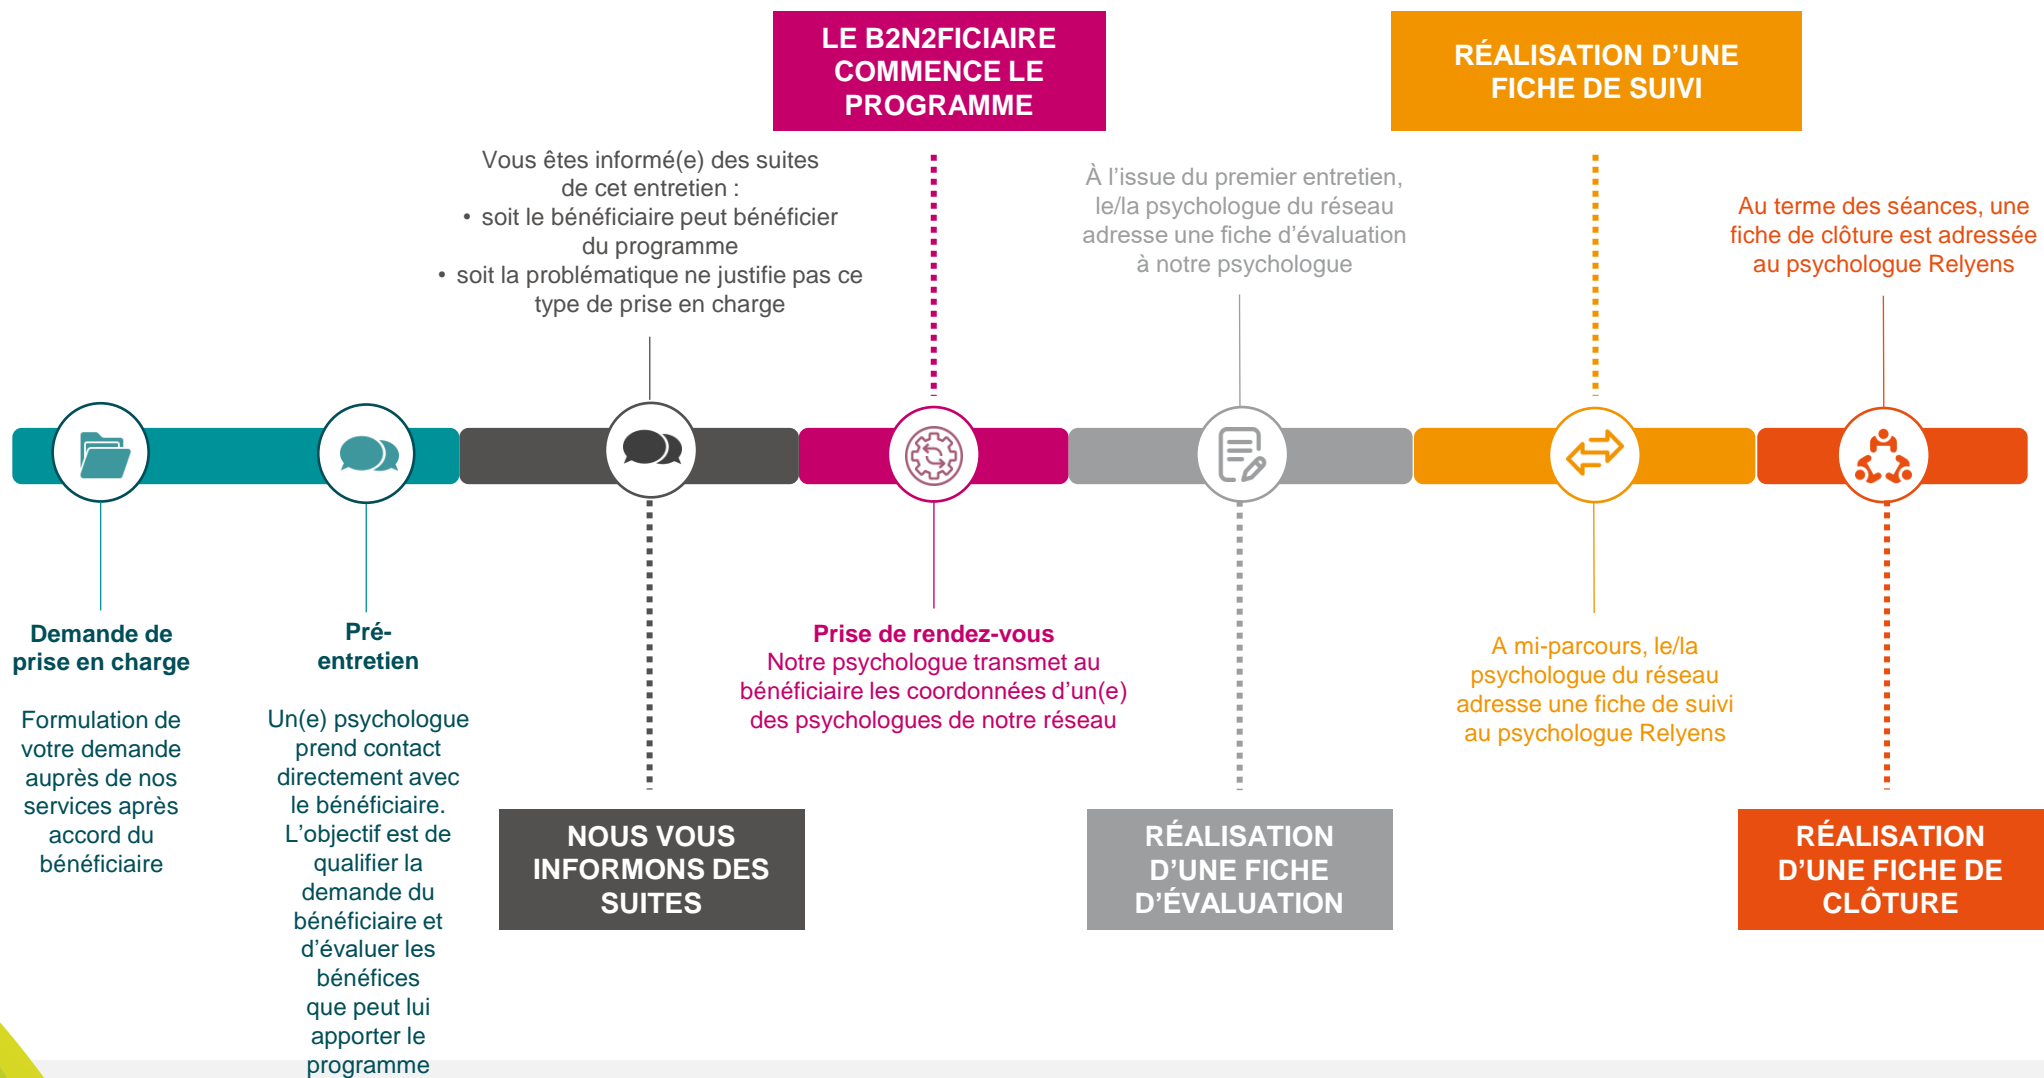 LE B2N2FICIAIRE
COMMENCE LE
PROGRAMME
RÉALISATION D’UNE
FICHE DE SUIVI
Vous êtes informé(e) des suites
de cet entretien :
• soit le bénéficiaire peut bénéficier
du programme
• soit la problématique ne justifie pas ce
type de prise en charge
À l’issue du premier entretien,
le/la psychologue du réseau
adresse une fiche d’évaluation
à notre psychologue
Au terme des séances, une
fiche de clôture est adressée
au psychologue Relyens
Demande de
prise en charge
Formulation de
votre demande
auprès de nos
services après
accord du
bénéficiaire
Pré-
entretien
Un(e) psychologue
prend contact
directement avec
le bénéficiaire.
L’objectif est de
qualifier la
demande du
bénéficiaire et
d’évaluer les
bénéfices
que peut lui
apporter le
programme
NOUS VOUS
INFORMONS DES
SUITES
Prise de rendez-vous
Notre psychologue transmet au
bénéficiaire les coordonnées d’un(e)
des psychologues de notre réseau
RÉALISATION
D’UNE FICHE
D’ÉVALUATION
A mi-parcours, le/la
psychologue du réseau
adresse une fiche de suivi
au psychologue Relyens
RÉALISATION
D’UNE FICHE DE
CLÔTURE